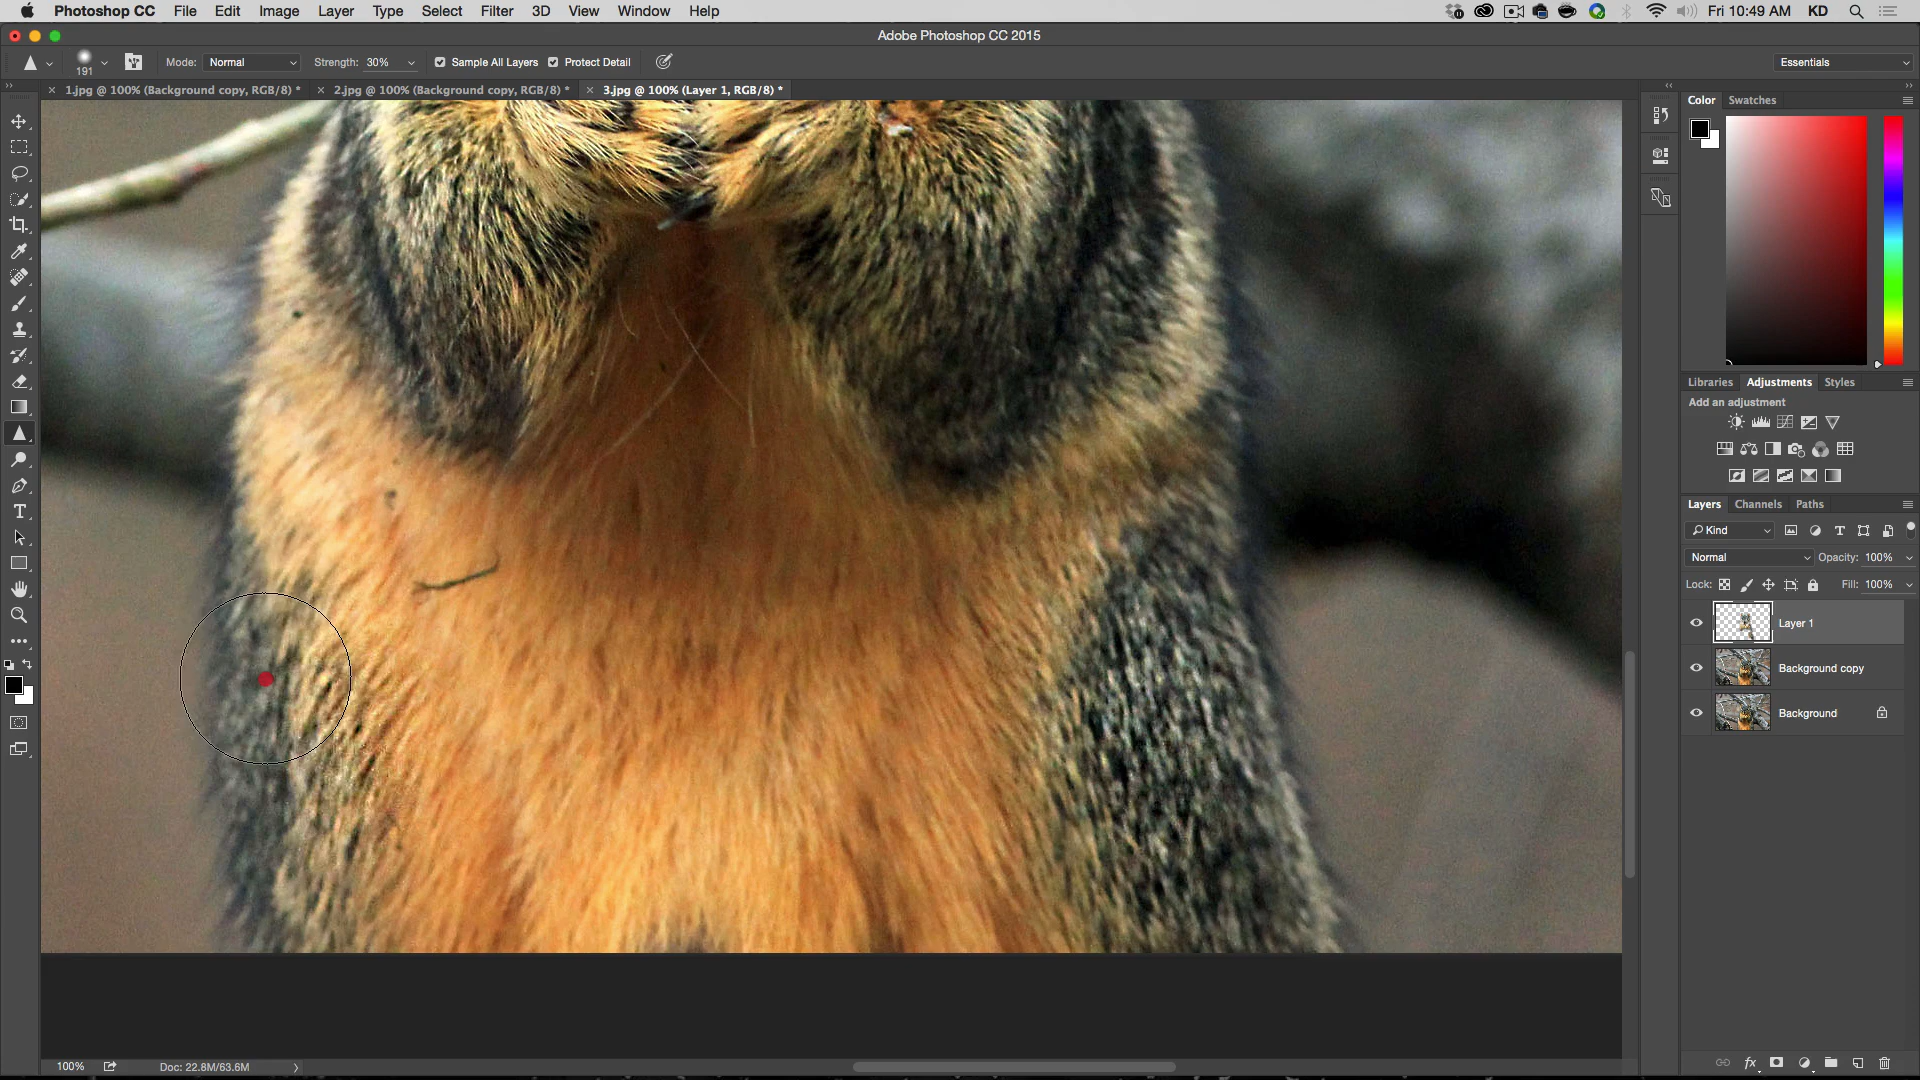 Photoshop CC File Edit Image Layer Type Select Filter 3D View Window Help Fri 10:49 AM KD
Adobe Photoshop CC 2015
191 Mode: Normal Strength: 30% Sample All Layers Protect Detail Essentials
1.jpg @ 100% (Background copy, RGB/8) * 2.jpg @ 100% (Background copy, RGB/8) * 3.jpg @ 100% (Layer 1, RGB/8) *
Color Swatches
Libraries Adjustments Styles
Add an adjustment
Layers Channels Paths
Kind
Normal Opacity: 100%
Lock: Fill: 100%
Layer 1
Background copy
Background
100% Doc: 22.8M/63.6M